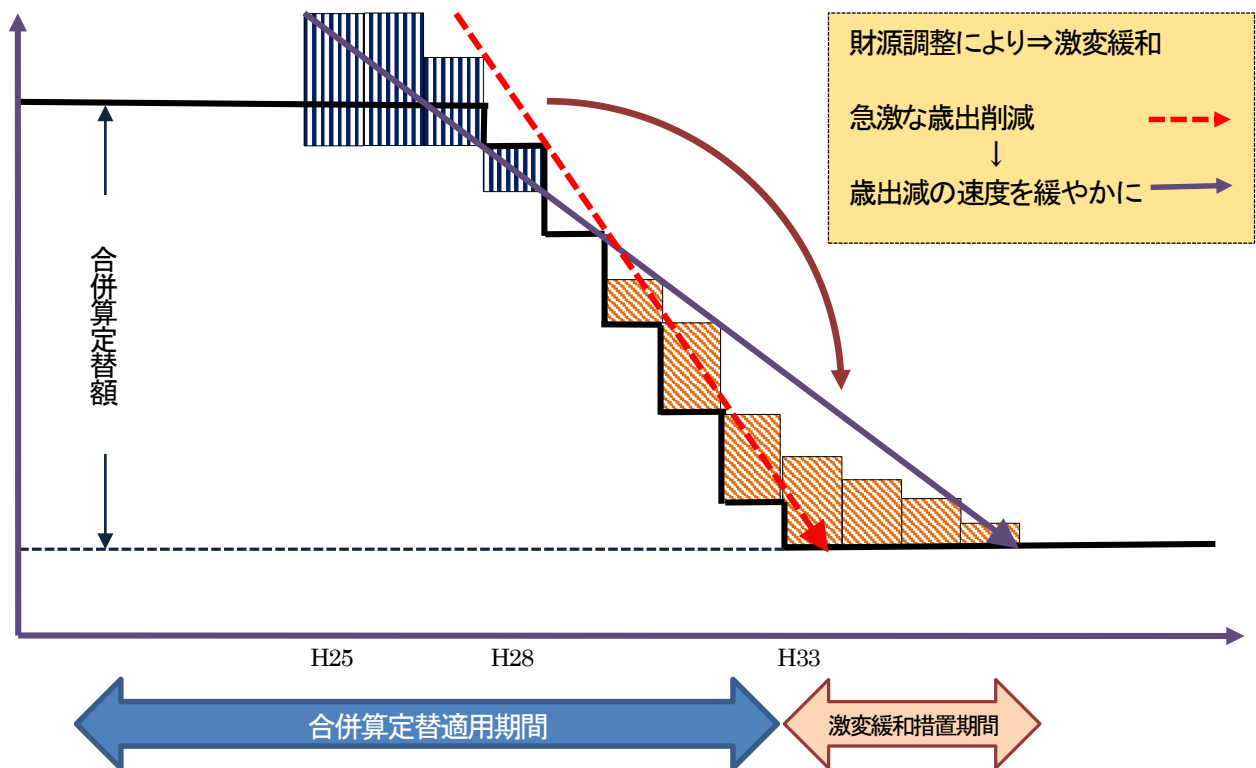 財源調整により⇒激変緩和
急激な歳出削減
↓
歳出減の速度を緩やかに
合併算定替額
H25
H28
H33
合併算定替適用期間
激変緩和措置期間